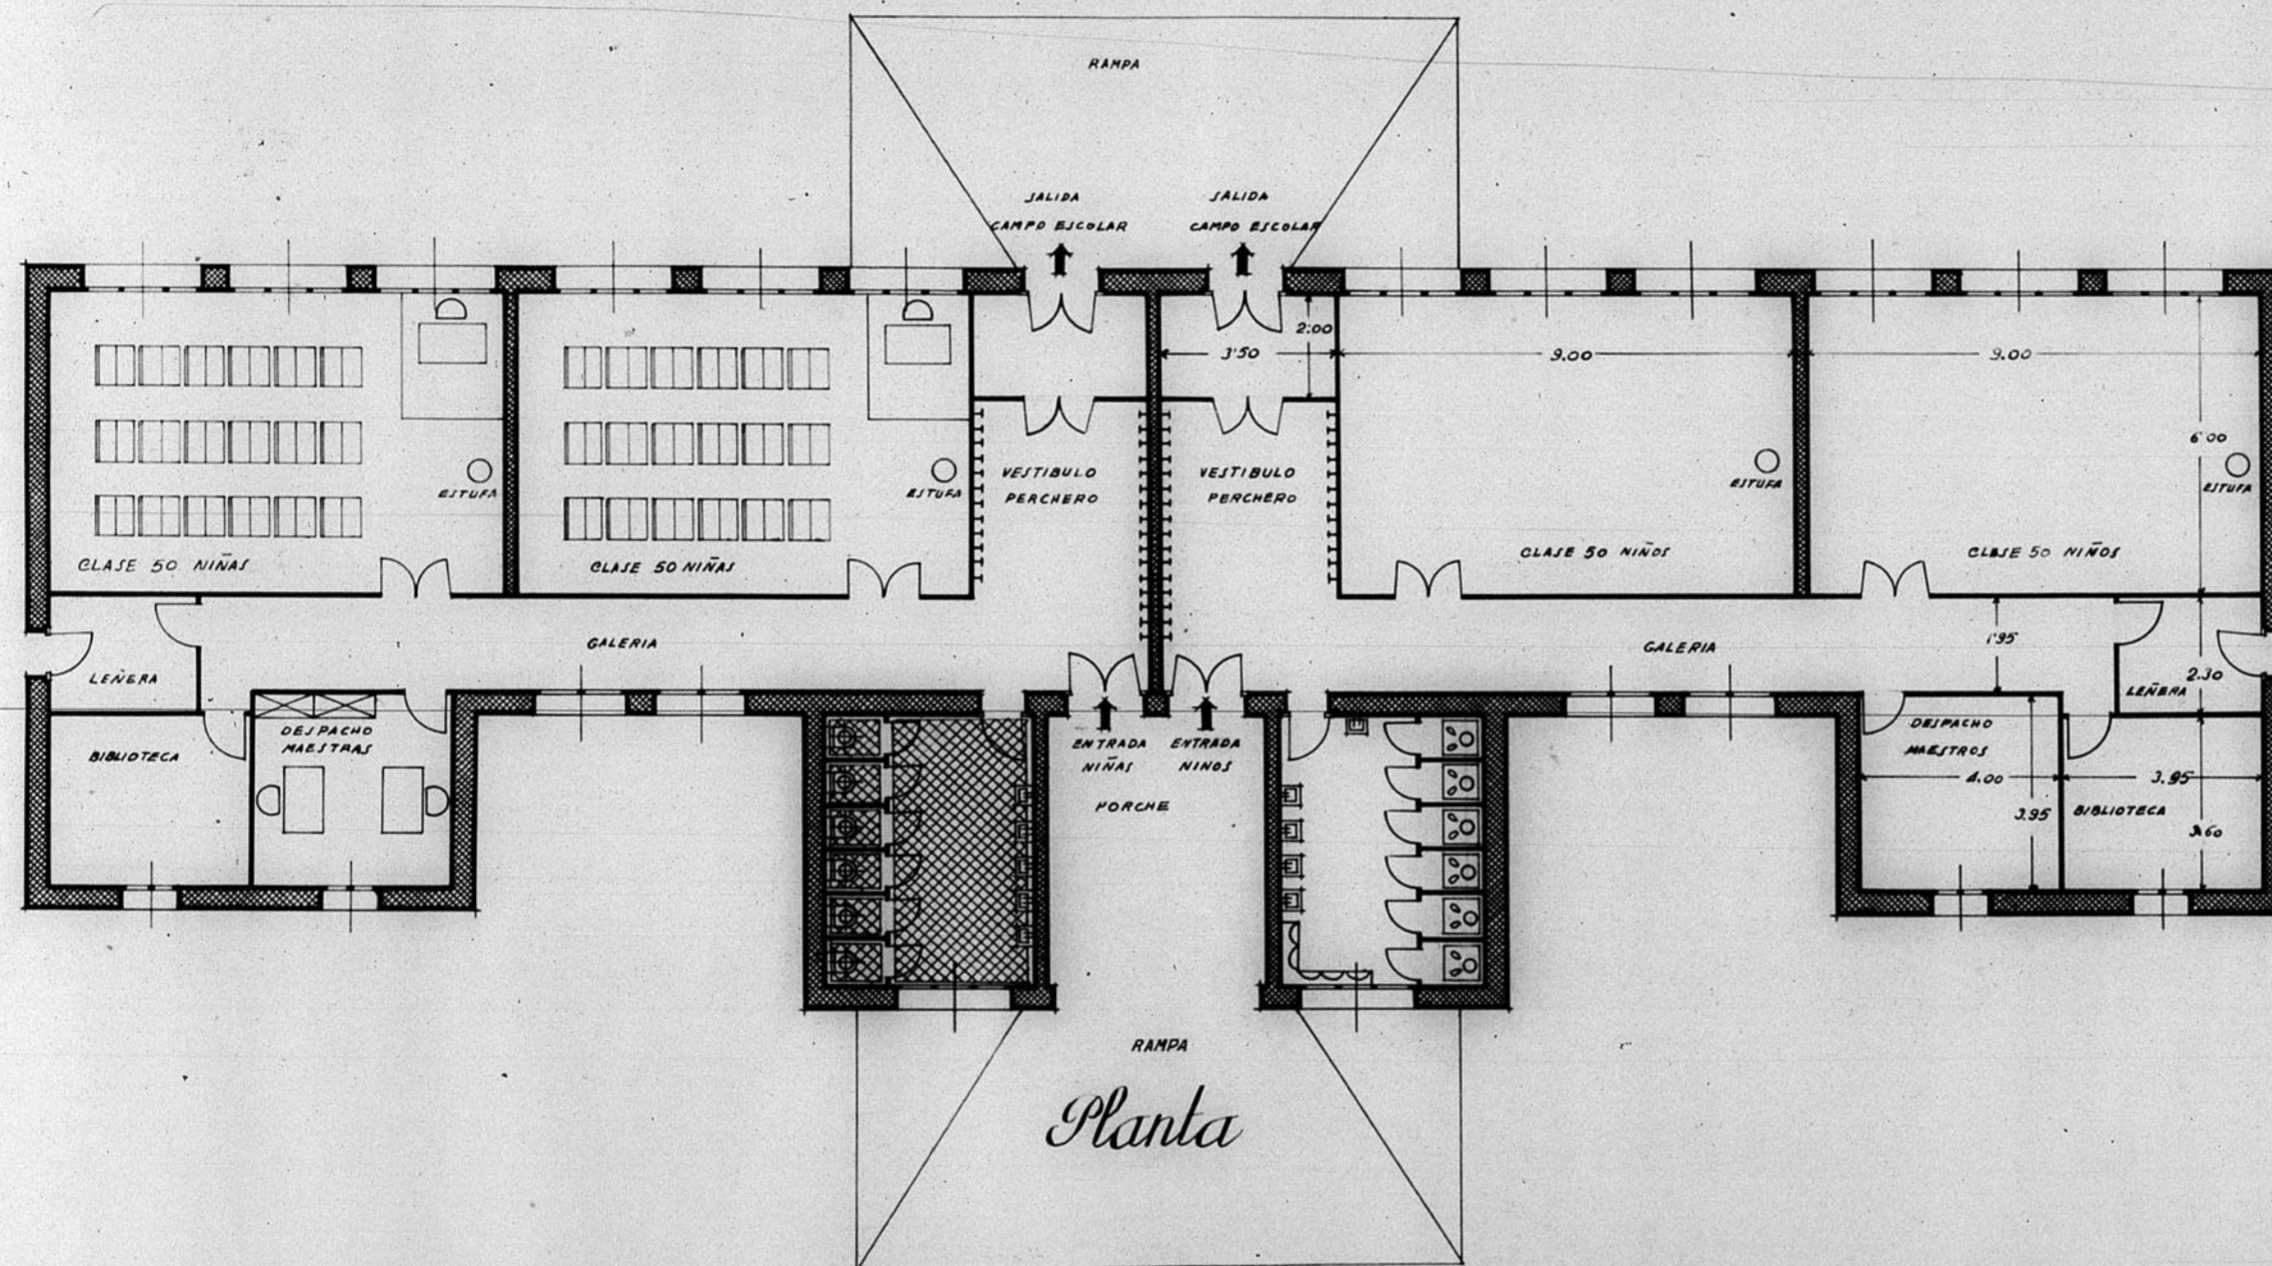 RAMPA
SALIDA
CAMPO ESCOLAR
SALIDA
CAMPO ESCOLAR
2.00
3'50
9.00
9.00
6'00
ESTUFA
ESTUFA
ESTUFA
ESTUFA
VESTIBULO
PERCHERO
VESTIBULO
PERCHERO
CLASE 50 NIÑAS
CLASE 50 NIÑAS
CLASE 50 NIÑOS
CLASE 50 NIÑOS
GALERIA
GALERIA
1'95
LEÑERA
LEÑERA
2.30
BIBLIOTECA
DESPACHO
MAESTRAS
ENTRADA
NIÑAS
ENTRADA
NINOS
PORCHE
DESPACHO
MAESTROS
4.00
3.95
3.95
BIBLIOTECA
3.60
RAMPA
Planta